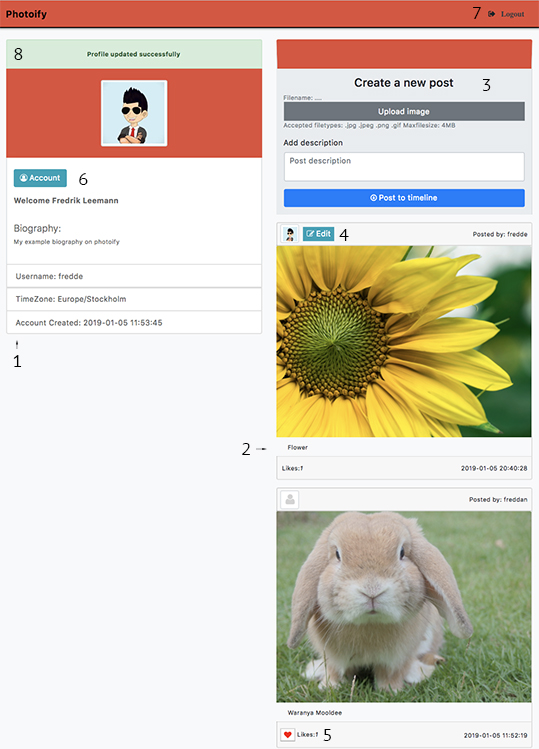 Photoify
7 Logout
8 Profile updated successfully
Account 6
Welcome Fredrik Leemann
Biography:
My example biography on photoify
Username: fredde
TimeZone: Europe/Stockholm
Account Created: 2019-01-05 11:53:45
1
Create a new post 3
Filename: ....
Upload image
Accepted filetypes: .jpg .jpeg .png .gif Maxfilesize: 4MB
Add description
Post description
Post to timeline
Edit 4 Posted by: fredde
2 Flower
Likes:1 2019-01-05 20:40:28
Posted by: freddan
Waranya Mooldee
Likes:1 5 2019-01-05 11:52:19